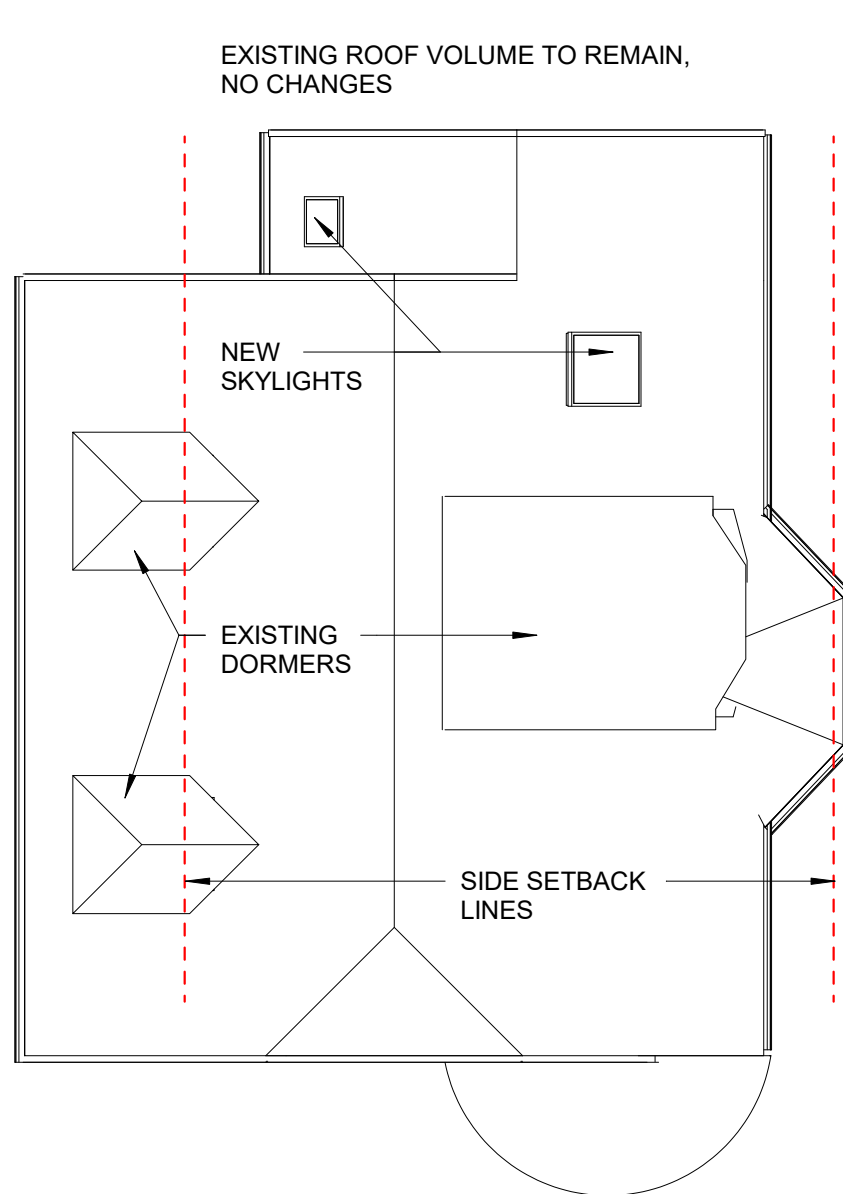 EXISTING ROOF VOLUME TO REMAIN,
NO CHANGES
NEW
SKYLIGHTS
EXISTING
DORMERS
SIDE SETBACK
LINES